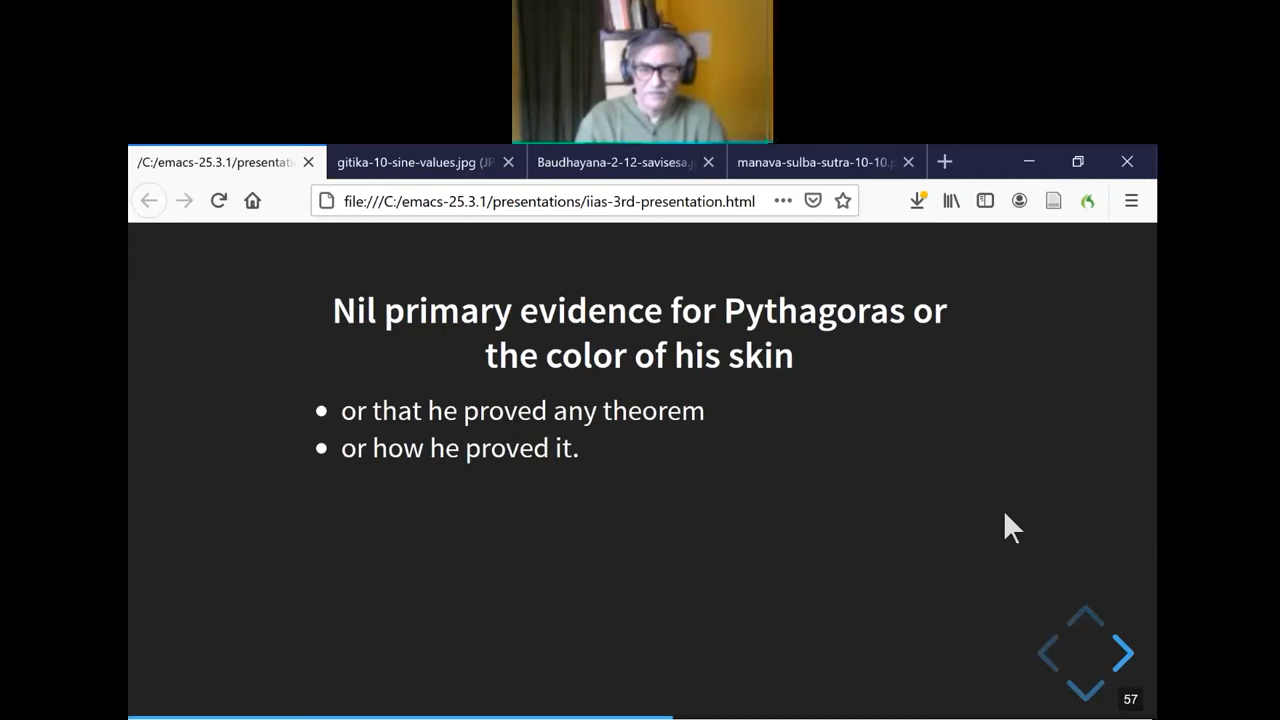 /C:/emacs-25.3.1/presentati
gitika-10-sine-values.jpg (JP
Baudhayana-2-12-savisesa.j
manava-sulba-sutra-10-10.p
file:///C:/emacs-25.3.1/presentations/iias-3rd-presentation.html
Nil primary evidence for Pythagoras or
the color of his skin
or that he proved any theorem
or how he proved it.
57